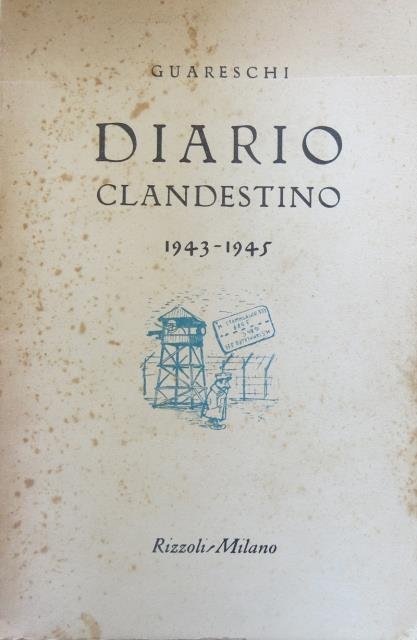 GUARESCHI
DIARIO
CLANDESTINO
1943-1945
Rizzoli-Milano